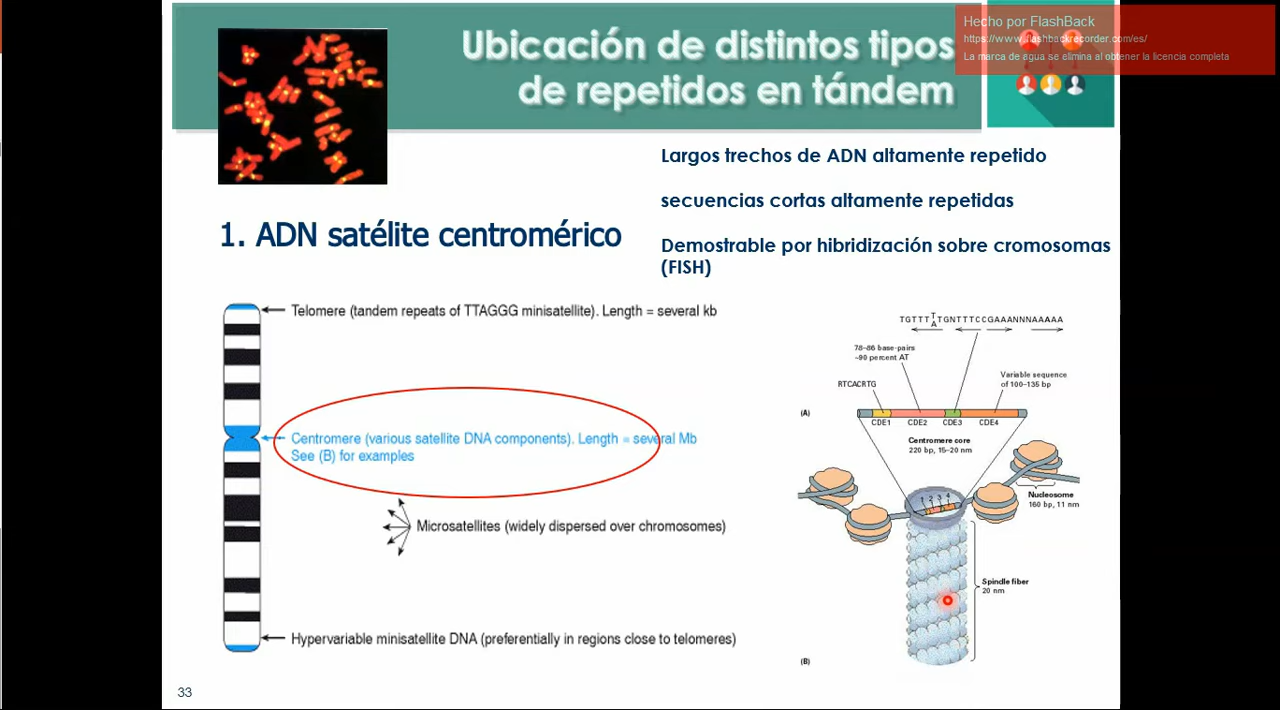 Ubicación de distintos tipos
de repetidos en tándem
Hecho por FlashBack
https://www.flashbackrecorder.com/es/
La marca de agua se elimina al obtener la licencia completa
Largos trechos de ADN altamente repetido
secuencias cortas altamente repetidas
Demostrable por hibridización sobre cromosomas
(FISH)
1. ADN satélite centromérico
Telomere (tandem repeats of TTAGGG minisatellite). Length = several kb
Centromere (various satellite DNA components). Length = several Mb
See (B) for examples
Microsatellites (widely dispersed over chromosomes)
Hypervariable minisatellite DNA (preferentially in regions close to telomeres)
TGTTT T/A TGNTTTCCGAAANNNAAAAA
78–86 base-pairs
~90 percent AT
Variable sequence
of 100–135 bp
RTCACRTG
(A)
CDE1 CDE2 CDE3 CDE4
Centromere core
220 bp, 15–20 nm
1 2 3 4
Nucleosome
160 bp, 11 nm
Spindle fiber
20 nm
(B)
33